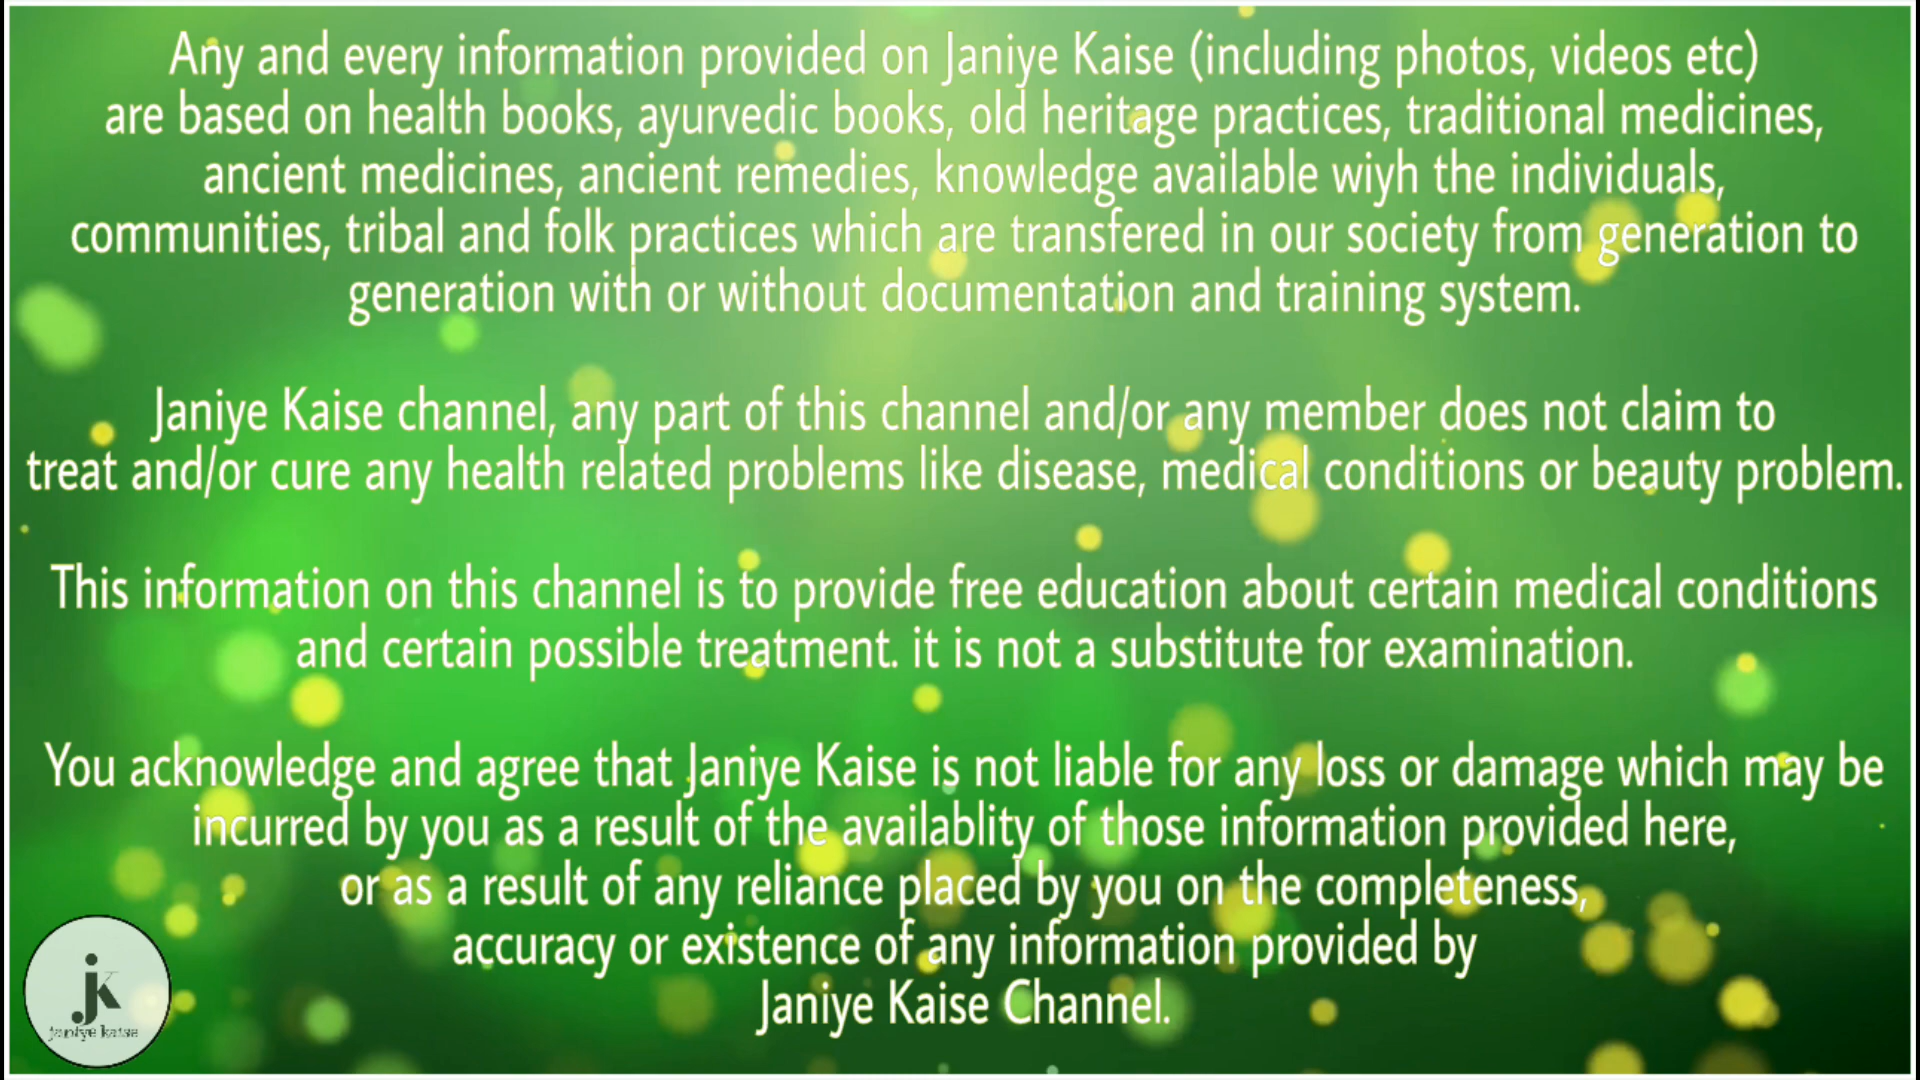 Any and every information provided on Janiye Kaise (including photos, videos etc)
are based on health books, ayurvedic books, old heritage practices, traditional medicines,
ancient medicines, ancient remedies, knowledge available wiyh the individuals,
communities, tribal and folk practices which are transfered in our society from generation to
generation with or without documentation and training system.
Janiye Kaise channel, any part of this channel and/or any member does not claim to
treat and/or cure any health related problems like disease, medical conditions or beauty problem.
This information on this channel is to provide free education about certain medical conditions
and certain possible treatment. it is not a substitute for examination.
You acknowledge and agree that Janiye Kaise is not liable for any loss or damage which may be
incurred by you as a result of the availablity of those information provided here,
or as a result of any reliance placed by you on the completeness,
accuracy or existence of any information provided by
Janiye Kaise Channel.
jk
janiye kaise